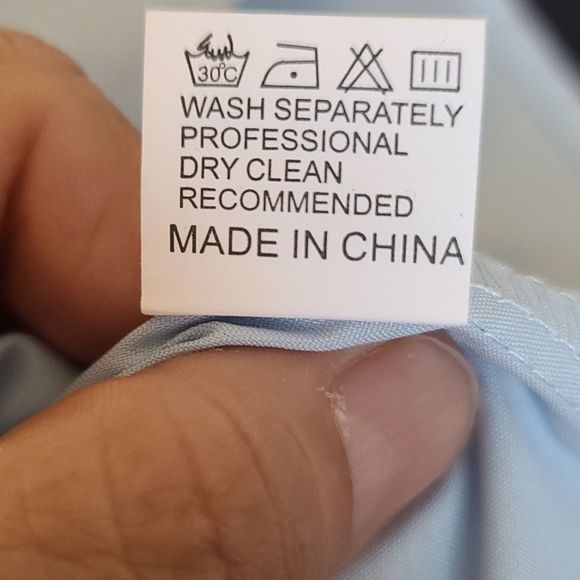 30°C
WASH SEPARATELY
PROFESSIONAL
DRY CLEAN
RECOMMENDED
MADE IN CHINA